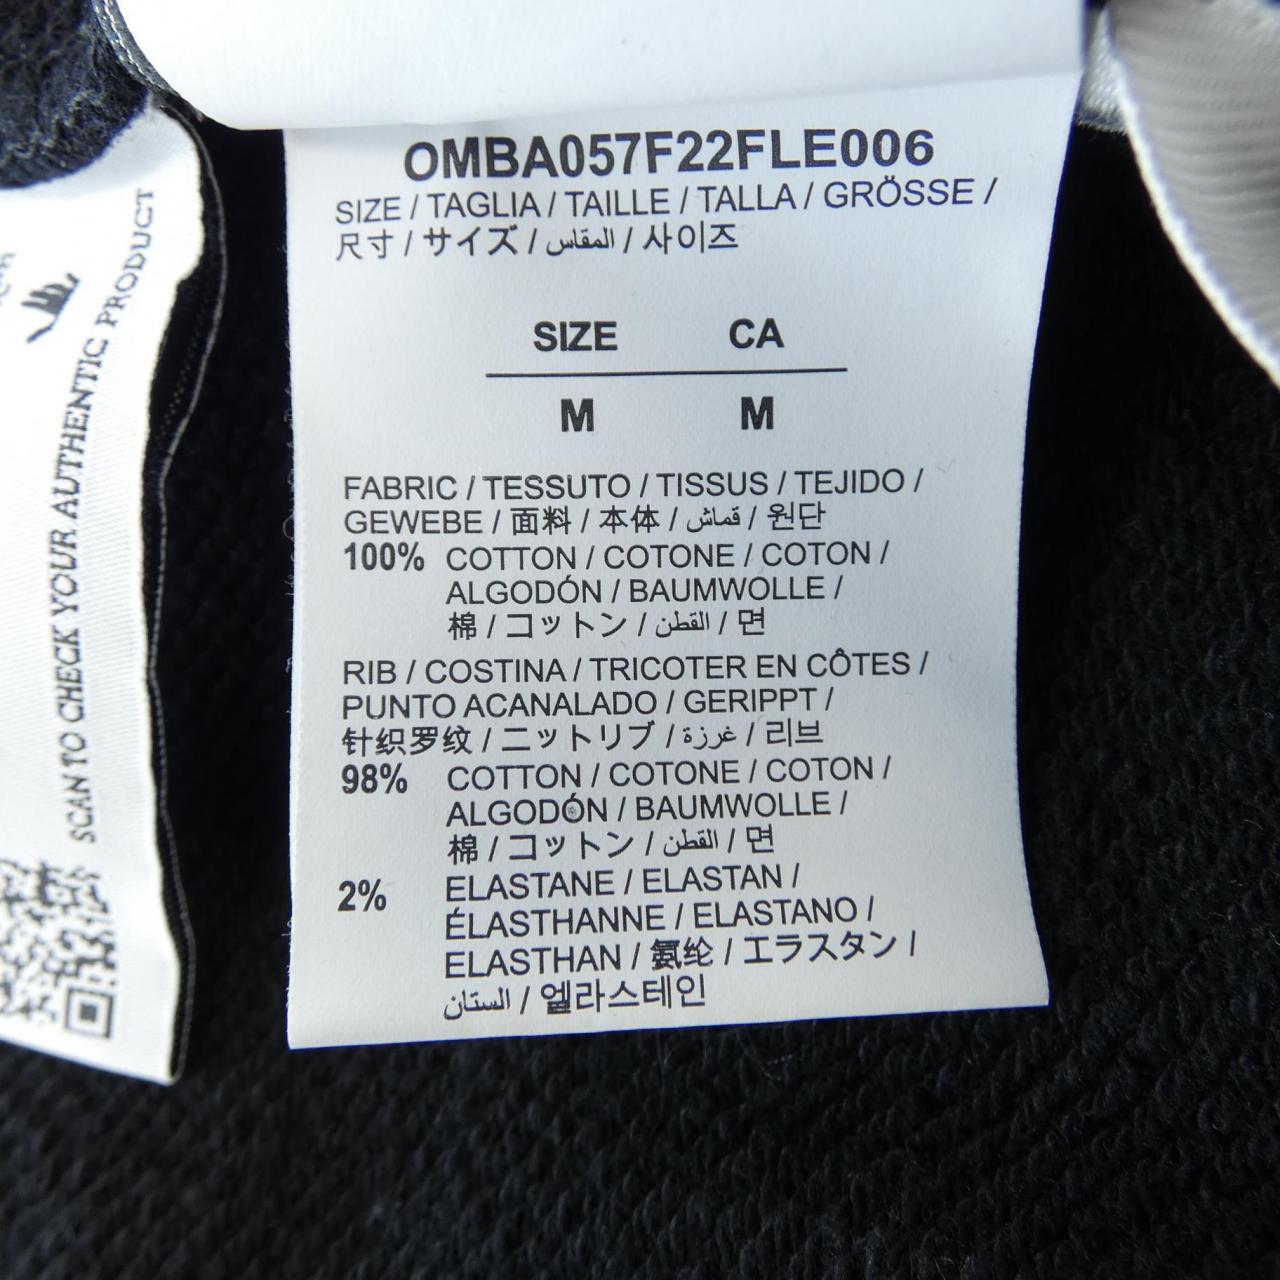 OMBA057F22FLE006
SIZE / TAGLIA / TAILLE / TALLA / GRÖSSE /
尺寸 / サイズ / المقاس / 사이즈
SIZE CA
M M
FABRIC / TESSUTO / TISSUS / TEJIDO /
GEWEBE / 面料 / 本体 / قماش / 원단
100% COTTON / COTONE / COTON /
ALGODÓN / BAUMWOLLE /
棉 / コットン / القطن / 면
RIB / COSTINA / TRICOTER EN CÔTES /
PUNTO ACANALADO / GERIPPT /
针织罗纹 / ニットリブ / غرزة / 리브
98% COTTON / COTONE / COTON /
ALGODÓN / BAUMWOLLE /
棉 / コットン / القطن / 면
2% ELASTANE / ELASTAN /
ÉLASTHANNE / ELASTANO /
ELASTHAN / 氨纶 / エラスタン /
الستان / 엘라스테인
SCAN TO CHECK YOUR AUTHENTIC PRODUCT